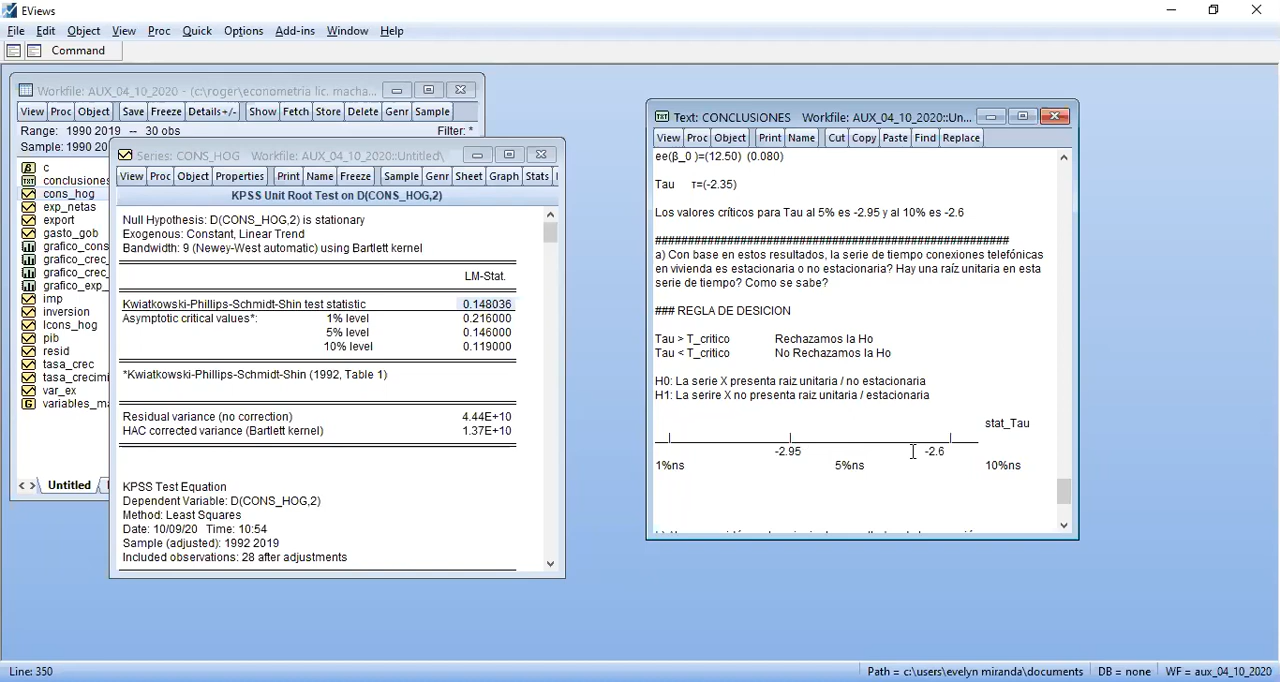 EViews
File Edit Object View Proc Quick Options Add-ins Window Help
Command
Workfile: AUX_04_10_2020 - (c:\roger\econometria lic. macha...
View Proc Object Save Freeze Details+/- Show Fetch Store Delete Genr Sample
Range: 1990 2019 -- 30 obs
Filter: *
Sample: 1990 20
c
conclusiones
cons_hog
exp_netas
export
gasto_gob
grafico_cons
grafico_crec_
grafico_crec_
grafico_exp_
imp
inversion
lcons_hog
pib
resid
tasa_crec
tasa_crecimi
var_ex
variables_ma
Untitled
Series: CONS_HOG Workfile: AUX_04_10_2020::Untitled\
View Proc Object Properties Print Name Freeze Sample Genr Sheet Graph Stats
KPSS Unit Root Test on D(CONS_HOG,2)
Null Hypothesis: D(CONS_HOG,2) is stationary
Exogenous: Constant, Linear Trend
Bandwidth: 9 (Newey-West automatic) using Bartlett kernel
LM-Stat.
Kwiatkowski-Phillips-Schmidt-Shin test statistic 0.148036
Asymptotic critical values*: 1% level 0.216000
5% level 0.146000
10% level 0.119000
*Kwiatkowski-Phillips-Schmidt-Shin (1992, Table 1)
Residual variance (no correction) 4.44E+10
HAC corrected variance (Bartlett kernel) 1.37E+10
KPSS Test Equation
Dependent Variable: D(CONS_HOG,2)
Method: Least Squares
Date: 10/09/20 Time: 10:54
Sample (adjusted): 1992 2019
Included observations: 28 after adjustments
Text: CONCLUSIONES Workfile: AUX_04_10_2020::Un...
View Proc Object Print Name Cut Copy Paste Find Replace
ee(β_0 )=(12.50) (0.080)
Tau τ=(-2.35)
Los valores críticos para Tau al 5% es -2.95 y al 10% es -2.6
######################################################
a) Con base en estos resultados, la serie de tiempo conexiones telefónicas
en vivienda es estacionaria o no estacionaria? Hay una raíz unitaria en esta
serie de tiempo? Como se sabe?
### REGLA DE DESICION
Tau > T_critico Rechazamos la Ho
Tau < T_critico No Rechazamos la Ho
H0: La serie X presenta raiz unitaria / no estacionaria
H1: La serire X no presenta raiz unitaria / estacionaria
stat_Tau
-2.95 -2.6
1%ns 5%ns 10%ns
Line: 350
Path = c:\users\evelyn miranda\documents DB = none WF = aux_04_10_2020